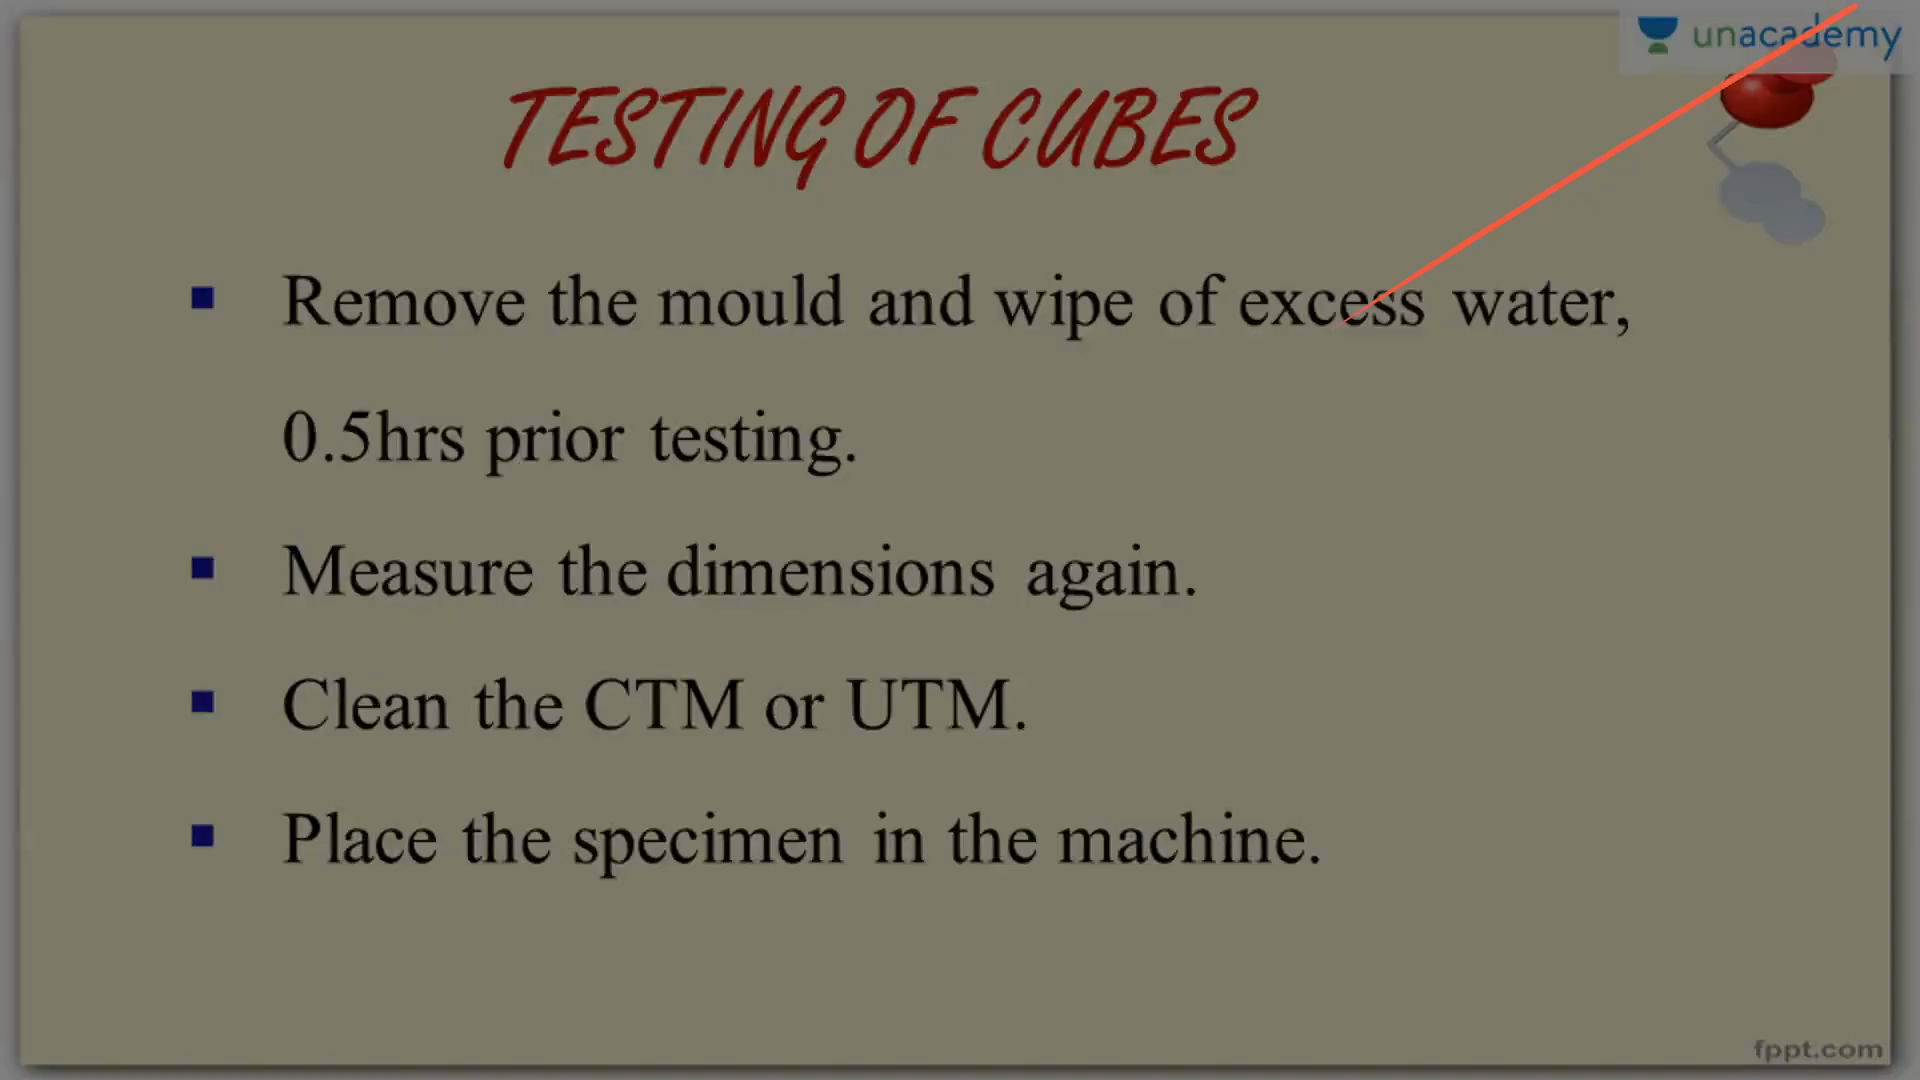 unacademy
TESTING OF CUBES
Remove the mould and wipe of excess water,
0.5hrs prior testing.
Measure the dimensions again.
Clean the CTM or UTM.
Place the specimen in the machine.
fppt.com